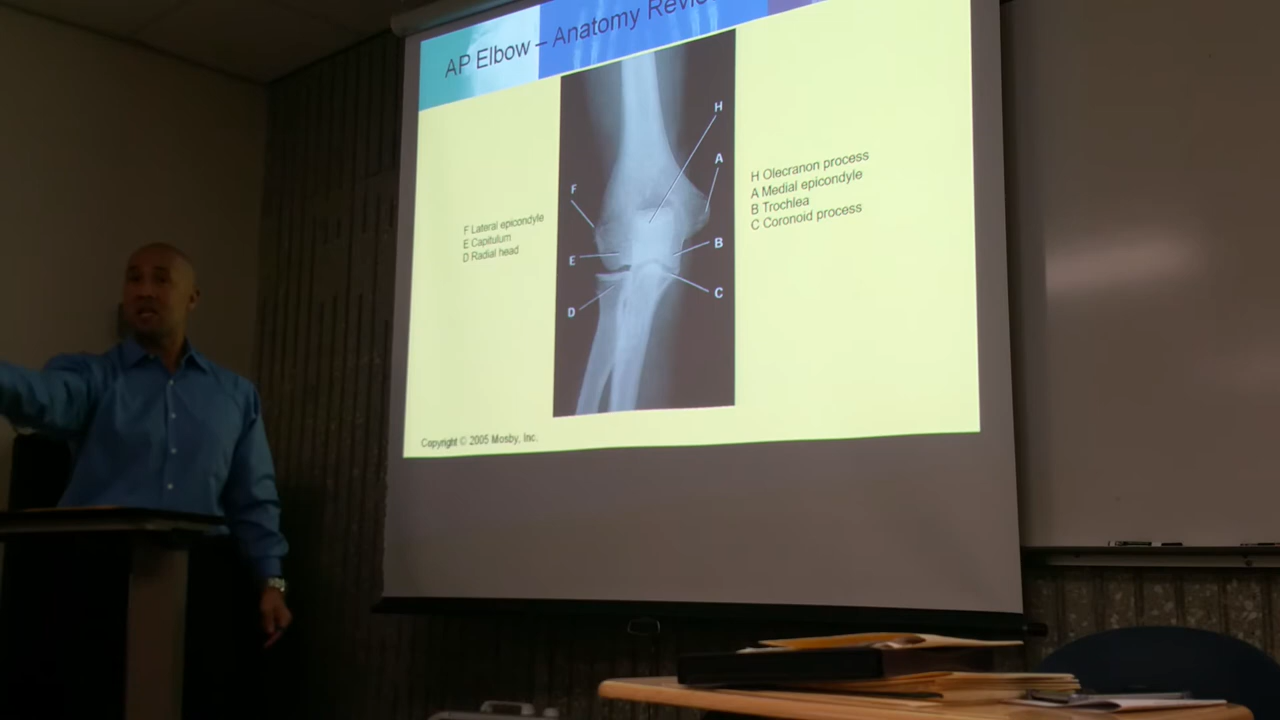 AP Elbow – Anatomy Review
H
A
F
F Lateral epicondyle
E Capitulum
D Radial head
H Olecranon process
A Medial epicondyle
B Trochlea
C Coronoid process
B
E
C
D
Copyright © 2005 Mosby, Inc.